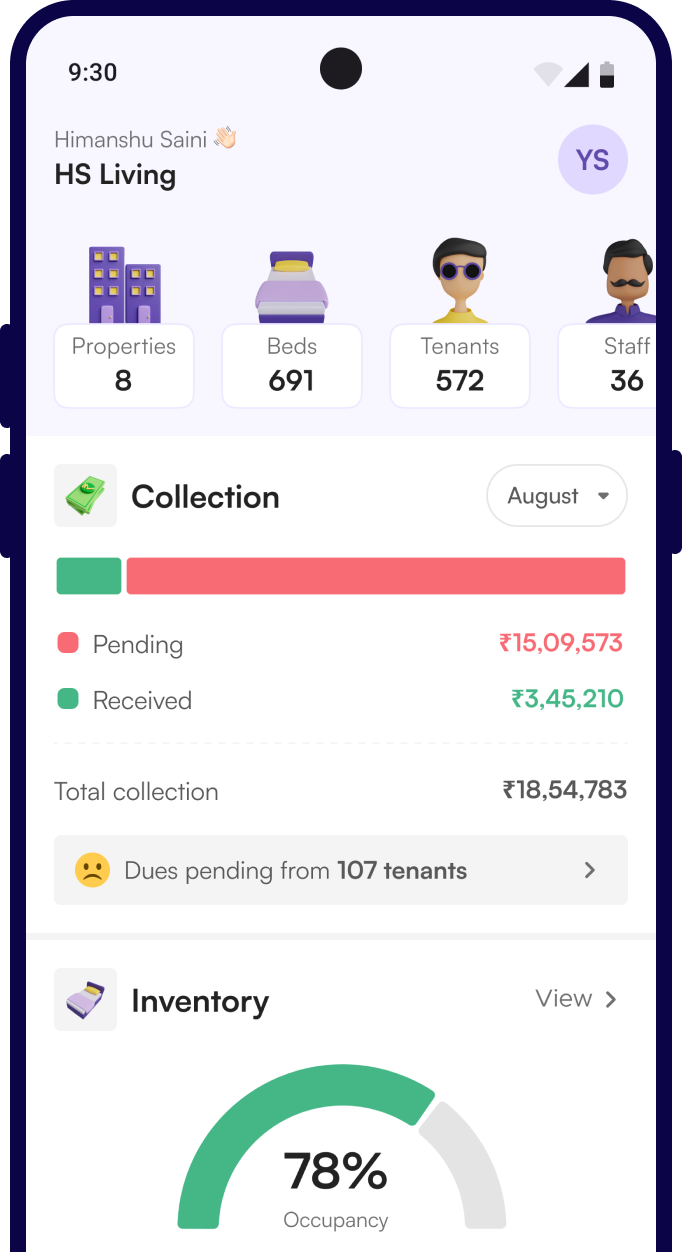 9:30
Himanshu Saini 👋🏻
HS Living
YS
Properties
8
Beds
691
Tenants
572
Staff
36
Collection
August
Pending
₹15,09,573
Received
₹3,45,210
Total collection
₹18,54,783
Dues pending from 107 tenants
Inventory
View
78%
Occupancy